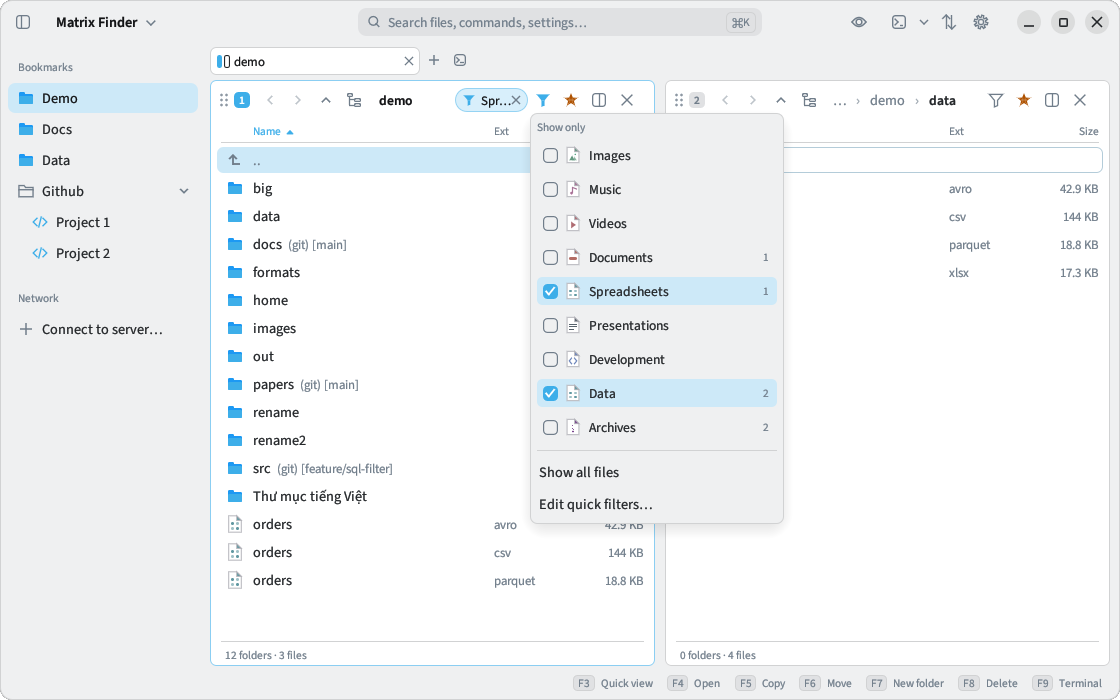 Matrix Finder
Search files, commands, settings… ⌘K
Bookmarks
Demo
Docs
Data
Github
Project 1
Project 2
Network
Connect to server…
demo
1 demo Spr…
Name Ext
..
big
data
docs (git) [main]
formats
home
images
out
papers (git) [main]
rename
rename2
src (git) [feature/sql-filter]
Thư mục tiếng Việt
orders avro 42.9 KB
orders csv 144 KB
orders parquet 18.8 KB
12 folders · 3 files
Show only
Images
Music
Videos
Documents 1
Spreadsheets 1
Presentations
Development
Data 2
Archives 2
Show all files
Edit quick filters…
2 … › demo › data
Ext Size
avro 42.9 KB
csv 144 KB
parquet 18.8 KB
xlsx 17.3 KB
0 folders · 4 files
F3 Quick view F4 Open F5 Copy F6 Move F7 New folder F8 Delete F9 Terminal